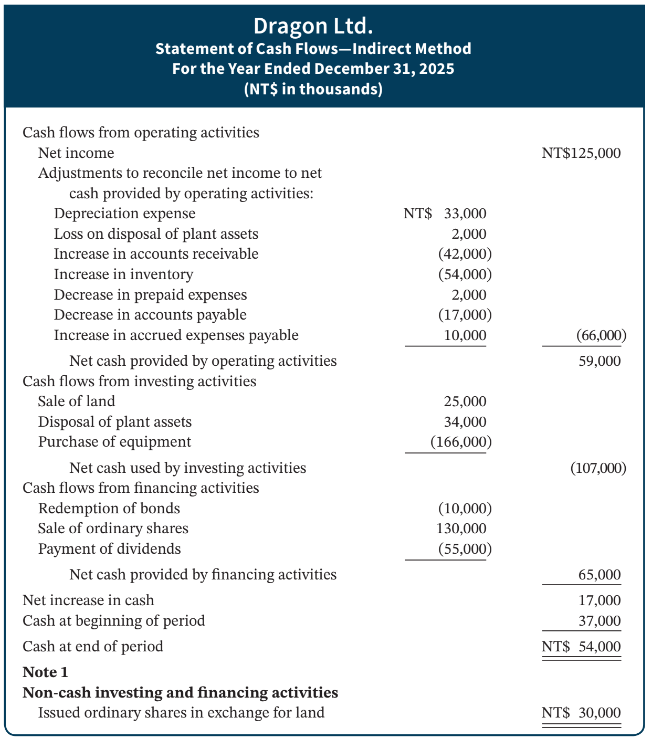 Dragon Ltd.
Statement of Cash Flows—Indirect Method
For the Year Ended December 31, 2025
(NT$ in thousands)
Cash flows from operating activities
Net income NT$125,000
Adjustments to reconcile net income to net
cash provided by operating activities:
Depreciation expense NT$ 33,000
Loss on disposal of plant assets 2,000
Increase in accounts receivable (42,000)
Increase in inventory (54,000)
Decrease in prepaid expenses 2,000
Decrease in accounts payable (17,000)
Increase in accrued expenses payable 10,000 (66,000)
Net cash provided by operating activities 59,000
Cash flows from investing activities
Sale of land 25,000
Disposal of plant assets 34,000
Purchase of equipment (166,000)
Net cash used by investing activities (107,000)
Cash flows from financing activities
Redemption of bonds (10,000)
Sale of ordinary shares 130,000
Payment of dividends (55,000)
Net cash provided by financing activities 65,000
Net increase in cash 17,000
Cash at beginning of period 37,000
Cash at end of period NT$ 54,000
Note 1
Non-cash investing and financing activities
Issued ordinary shares in exchange for land NT$ 30,000